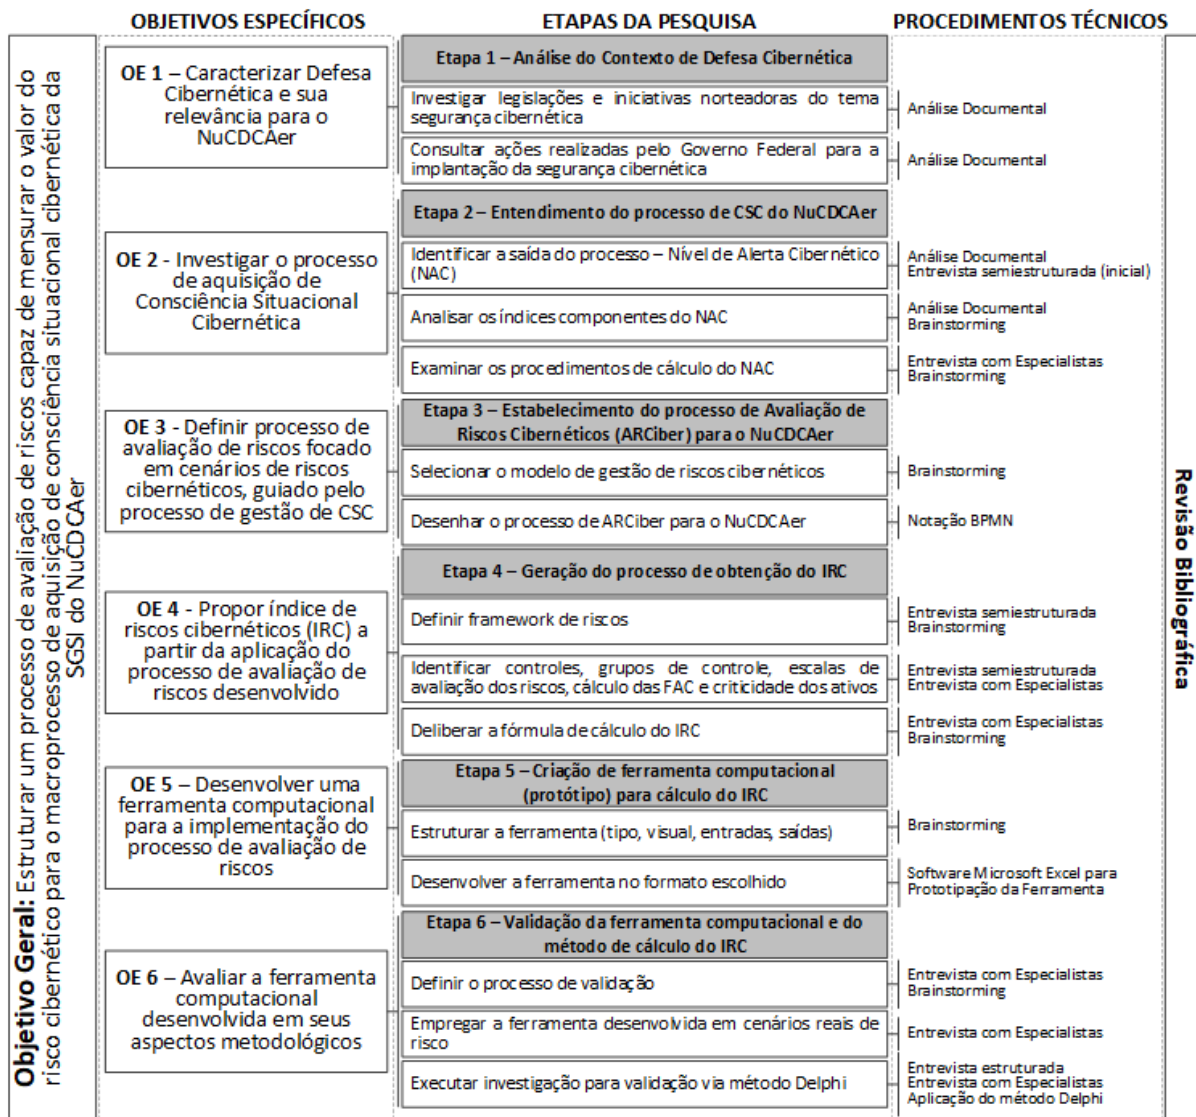 OBJETIVOS ESPECÍFICOS
ETAPAS DA PESQUISA
PROCEDIMENTOS TÉCNICOS
Objetivo Geral: Estruturar um processo de avaliação de riscos capaz de mensurar o valor do
risco cibernético para o macroprocesso de aquisição de consciência situacional cibernética da
SGSI do NuCDCAer
OE 1 – Caracterizar Defesa
Cibernética e sua
relevância para o
NuCDCAer
Etapa 1 – Análise do Contexto de Defesa Cibernética
Investigar legislações e iniciativas norteadoras do tema
segurança cibernética
Análise Documental
Consultar ações realizadas pelo Governo Federal para a
implantação da segurança cibernética
Análise Documental
OE 2 - Investigar o processo
de aquisição de
Consciência Situacional
Cibernética
Etapa 2 – Entendimento do processo de CSC do NuCDCAer
Identificar a saída do processo – Nível de Alerta Cibernético
(NAC)
Análise Documental
Entrevista semiestruturada (inicial)
Analisar os índices componentes do NAC
Análise Documental
Brainstorming
Examinar os procedimentos de cálculo do NAC
Entrevista com Especialistas
Brainstorming
OE 3 - Definir processo de
avaliação de riscos focado
em cenários de riscos
cibernéticos, guiado pelo
processo de gestão de CSC
Etapa 3 – Estabelecimento do processo de Avaliação de
Riscos Cibernéticos (ARCiber) para o NuCDCAer
Selecionar o modelo de gestão de riscos cibernéticos
Brainstorming
Desenhar o processo de ARCiber para o NuCDCAer
Notação BPMN
OE 4 - Propor índice de
riscos cibernéticos (IRC) a
partir da aplicação do
processo de avaliação de
riscos desenvolvido
Etapa 4 – Geração do processo de obtenção do IRC
Definir framework de riscos
Entrevista semiestruturada
Brainstorming
Identificar controles, grupos de controle, escalas de
avaliação dos riscos, cálculo das FAC e criticidade dos ativos
Entrevista semiestruturada
Entrevista com Especialistas
Deliberar a fórmula de cálculo do IRC
Entrevista com Especialistas
Brainstorming
OE 5 – Desenvolver uma
ferramenta computacional
para a implementação do
processo de avaliação de
riscos
Etapa 5 – Criação de ferramenta computacional
(protótipo) para cálculo do IRC
Estruturar a ferramenta (tipo, visual, entradas, saídas)
Brainstorming
Desenvolver a ferramenta no formato escolhido
Software Microsoft Excel para
Prototipação da Ferramenta
OE 6 – Avaliar a ferramenta
computacional
desenvolvida em seus
aspectos metodológicos
Etapa 6 – Validação da ferramenta computacional e do
método de cálculo do IRC
Definir o processo de validação
Entrevista com Especialistas
Brainstorming
Empregar a ferramenta desenvolvida em cenários reais de
risco
Entrevista com Especialistas
Executar investigação para validação via método Delphi
Entrevista estruturada
Entrevista com Especialistas
Aplicação do método Delphi
Revisão Bibliográfica